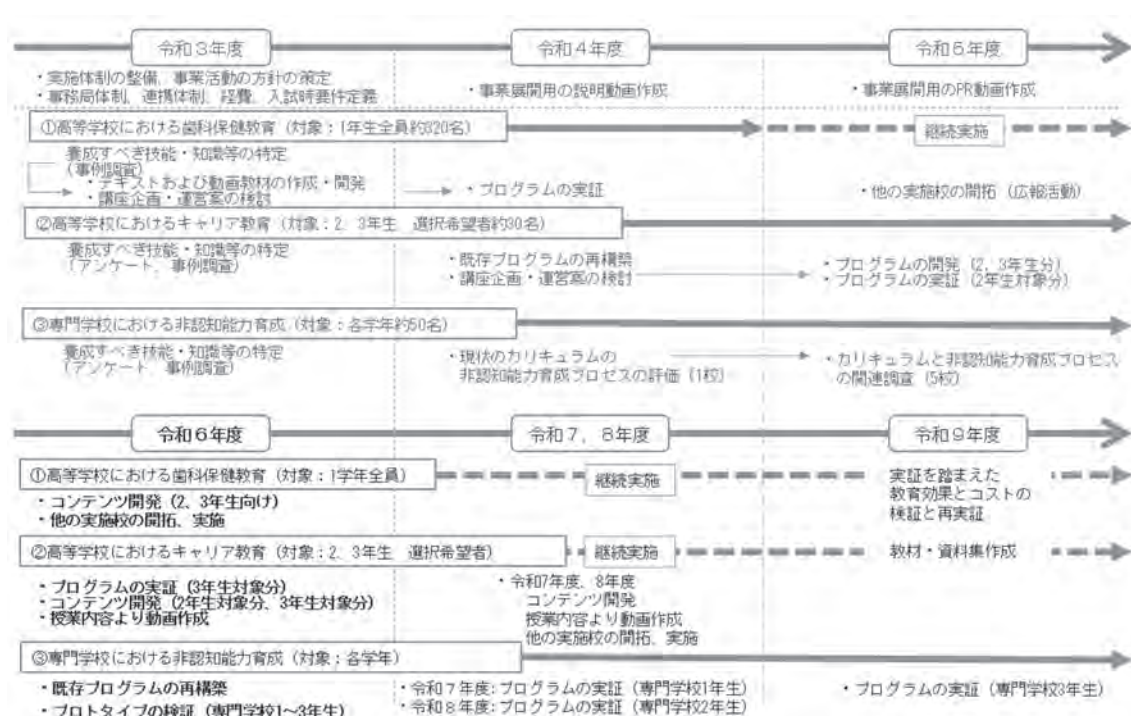 令和3年度
令和4年度
令和5年度
・実施体制の整備、事業活動の方針の策定
・事務局体制、連携体制、経費、入試時要件定義
・事業展開用の説明動画作成
・事業展開用のPR動画作成
①高等学校における歯科保健教育（対象：1年生全員約320名）
継続実施
養成すべき技能・知識等の特定
（事例調査）
・テキストおよび動画教材の作成・開発
・講座企画・運営案の検討
・プログラムの実証
・他の実施校の開拓（広報活動）
②高等学校におけるキャリア教育（対象：2、3年生　選択希望者約30名）
養成すべき技能・知識等の特定
（アンケート、事例調査）
・既存プログラムの再構築
・講座企画・運営案の検討
・プログラムの開発（2、3年生分）
・プログラムの実証（2年生対象分）
③専門学校における非認知能力育成（対象：各学年約50名）
養成すべき技能・知識等の特定
（アンケート、事例調査）
・現状のカリキュラムの
非認知能力育成プロセスの評価（1校）
・カリキュラムと非認知能力育成プロセス
の関連調査（5校）
令和6年度
令和7，8年度
令和9年度
①高等学校における歯科保健教育（対象：1学年全員）
継続実施
実証を踏まえた
教育効果とコストの
検証と再実証
・コンテンツ開発（2、3年生向け）
・他の実施校の開拓、実施
②高等学校におけるキャリア教育（対象：2、3年生　選択希望者）
継続実施
教材・資料集作成
・プログラムの実証（3年生対象分）
・コンテンツ開発（2年生対象分、3年生対象分）
・授業内容より動画作成
・令和7年度、8年度
コンテンツ開発
授業内容より動画作成
他の実施校の開拓、実施
③専門学校における非認知能力育成（対象：各学年）
・既存プログラムの再構築
・プロトタイプの検証（専門学校1～3年生）
・令和7年度：プログラムの実証（専門学校1年生）
・令和8年度：プログラムの実証（専門学校2年生）
・プログラムの実証（専門学校3年生）